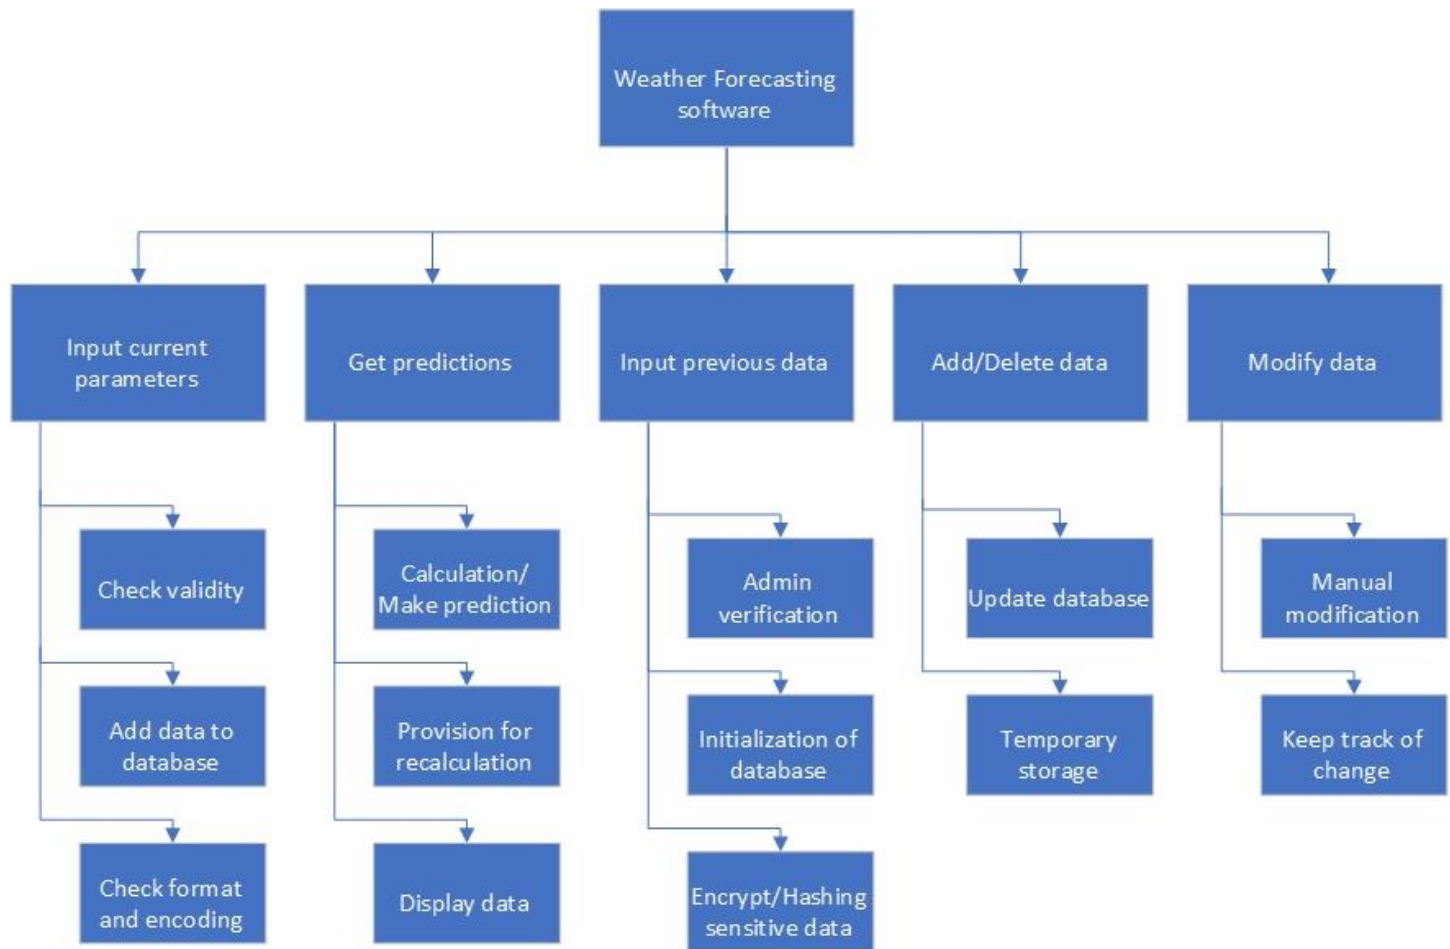 Weather Forecasting
software
Input current
parameters
Get predictions
Input previous data
Add/Delete data
Modify data
Check validity
Calculation/
Make prediction
Admin
verification
Update database
Manual
modification
Add data to
database
Provision for
recalculation
Initialization of
database
Temporary
storage
Keep track of
change
Check format
and encoding
Display data
Encrypt/Hashing
sensitive data